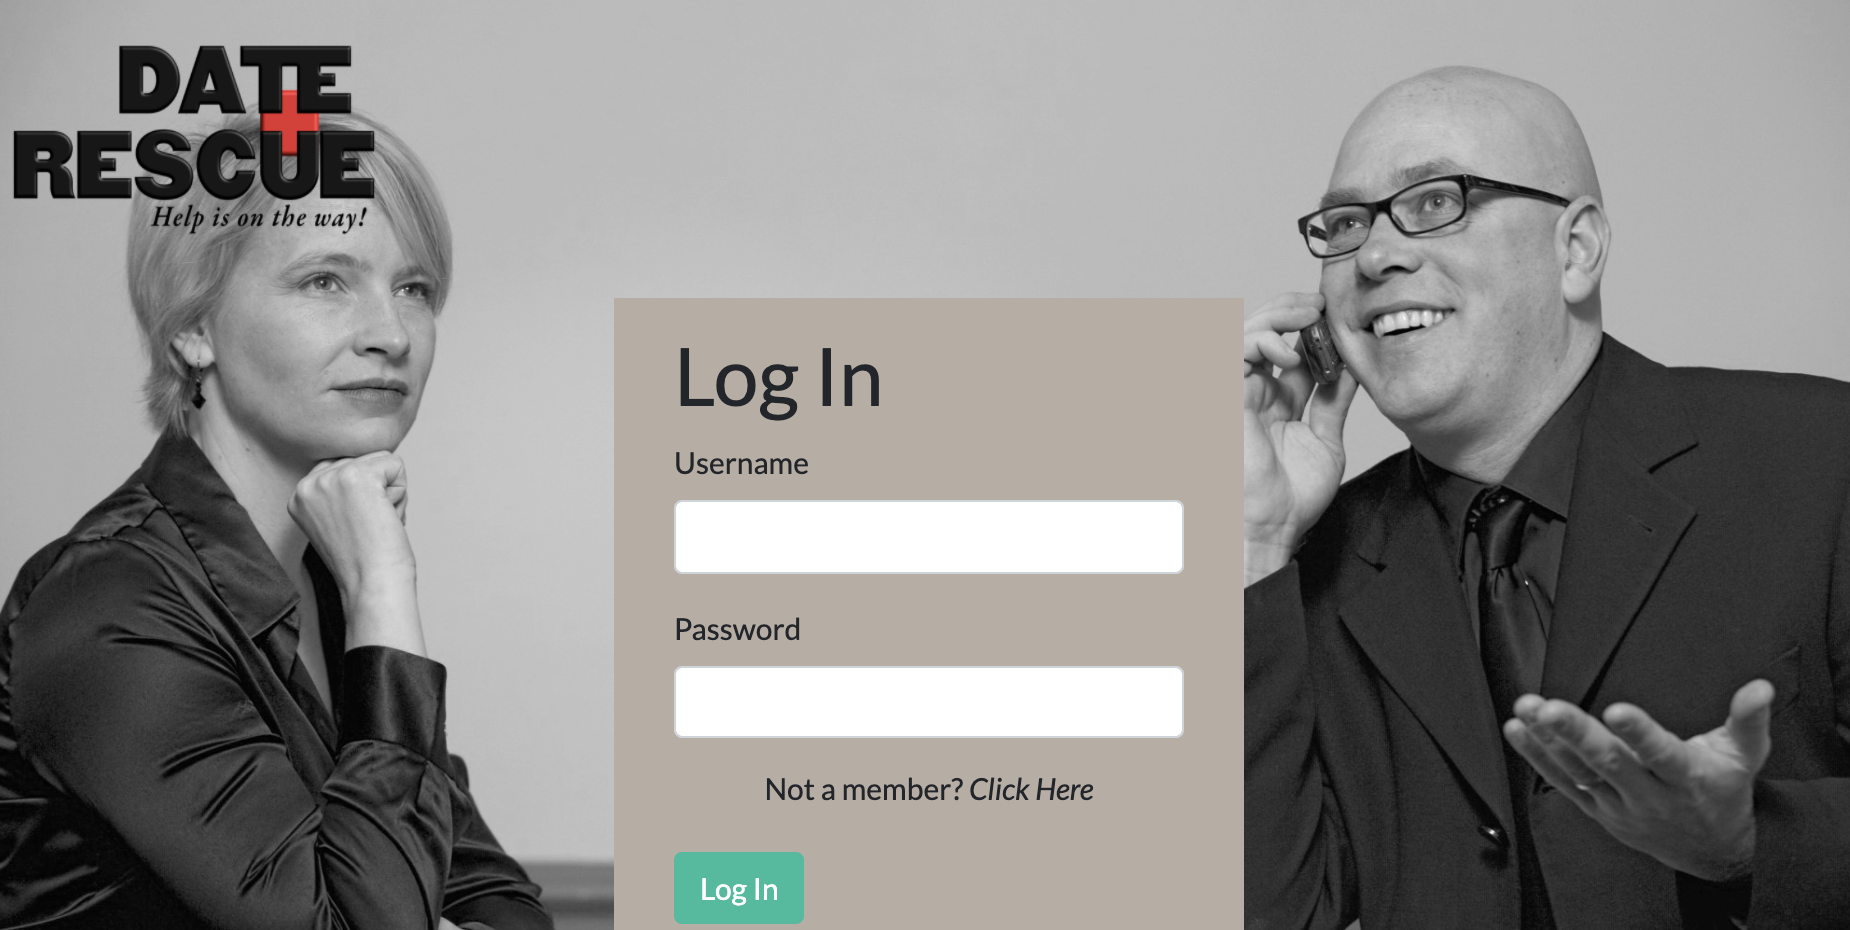 DATE
RESCUE
Help is on the way!
Log In
Username
Password
Not a member? Click Here
Log In